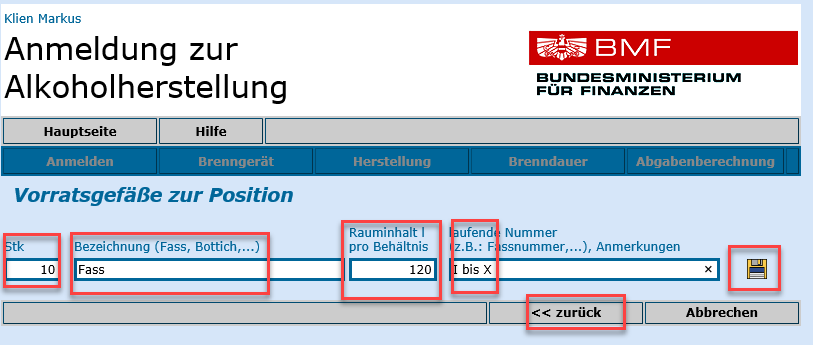 Klien Markus
Anmeldung zur
Alkoholherstellung
BMF
BUNDESMINISTERIUM
FÜR FINANZEN
Hauptseite Hilfe
Anmelden Brenngerät Herstellung Brenndauer Abgabenberechnung
Vorratsgefäße zur Position
Stk Bezeichnung (Fass, Bottich,...) Rauminhalt l pro Behältnis laufende Nummer (z.B.: Fassnummer,...), Anmerkungen
10 Fass 120 I bis X ×
<< zurück Abbrechen